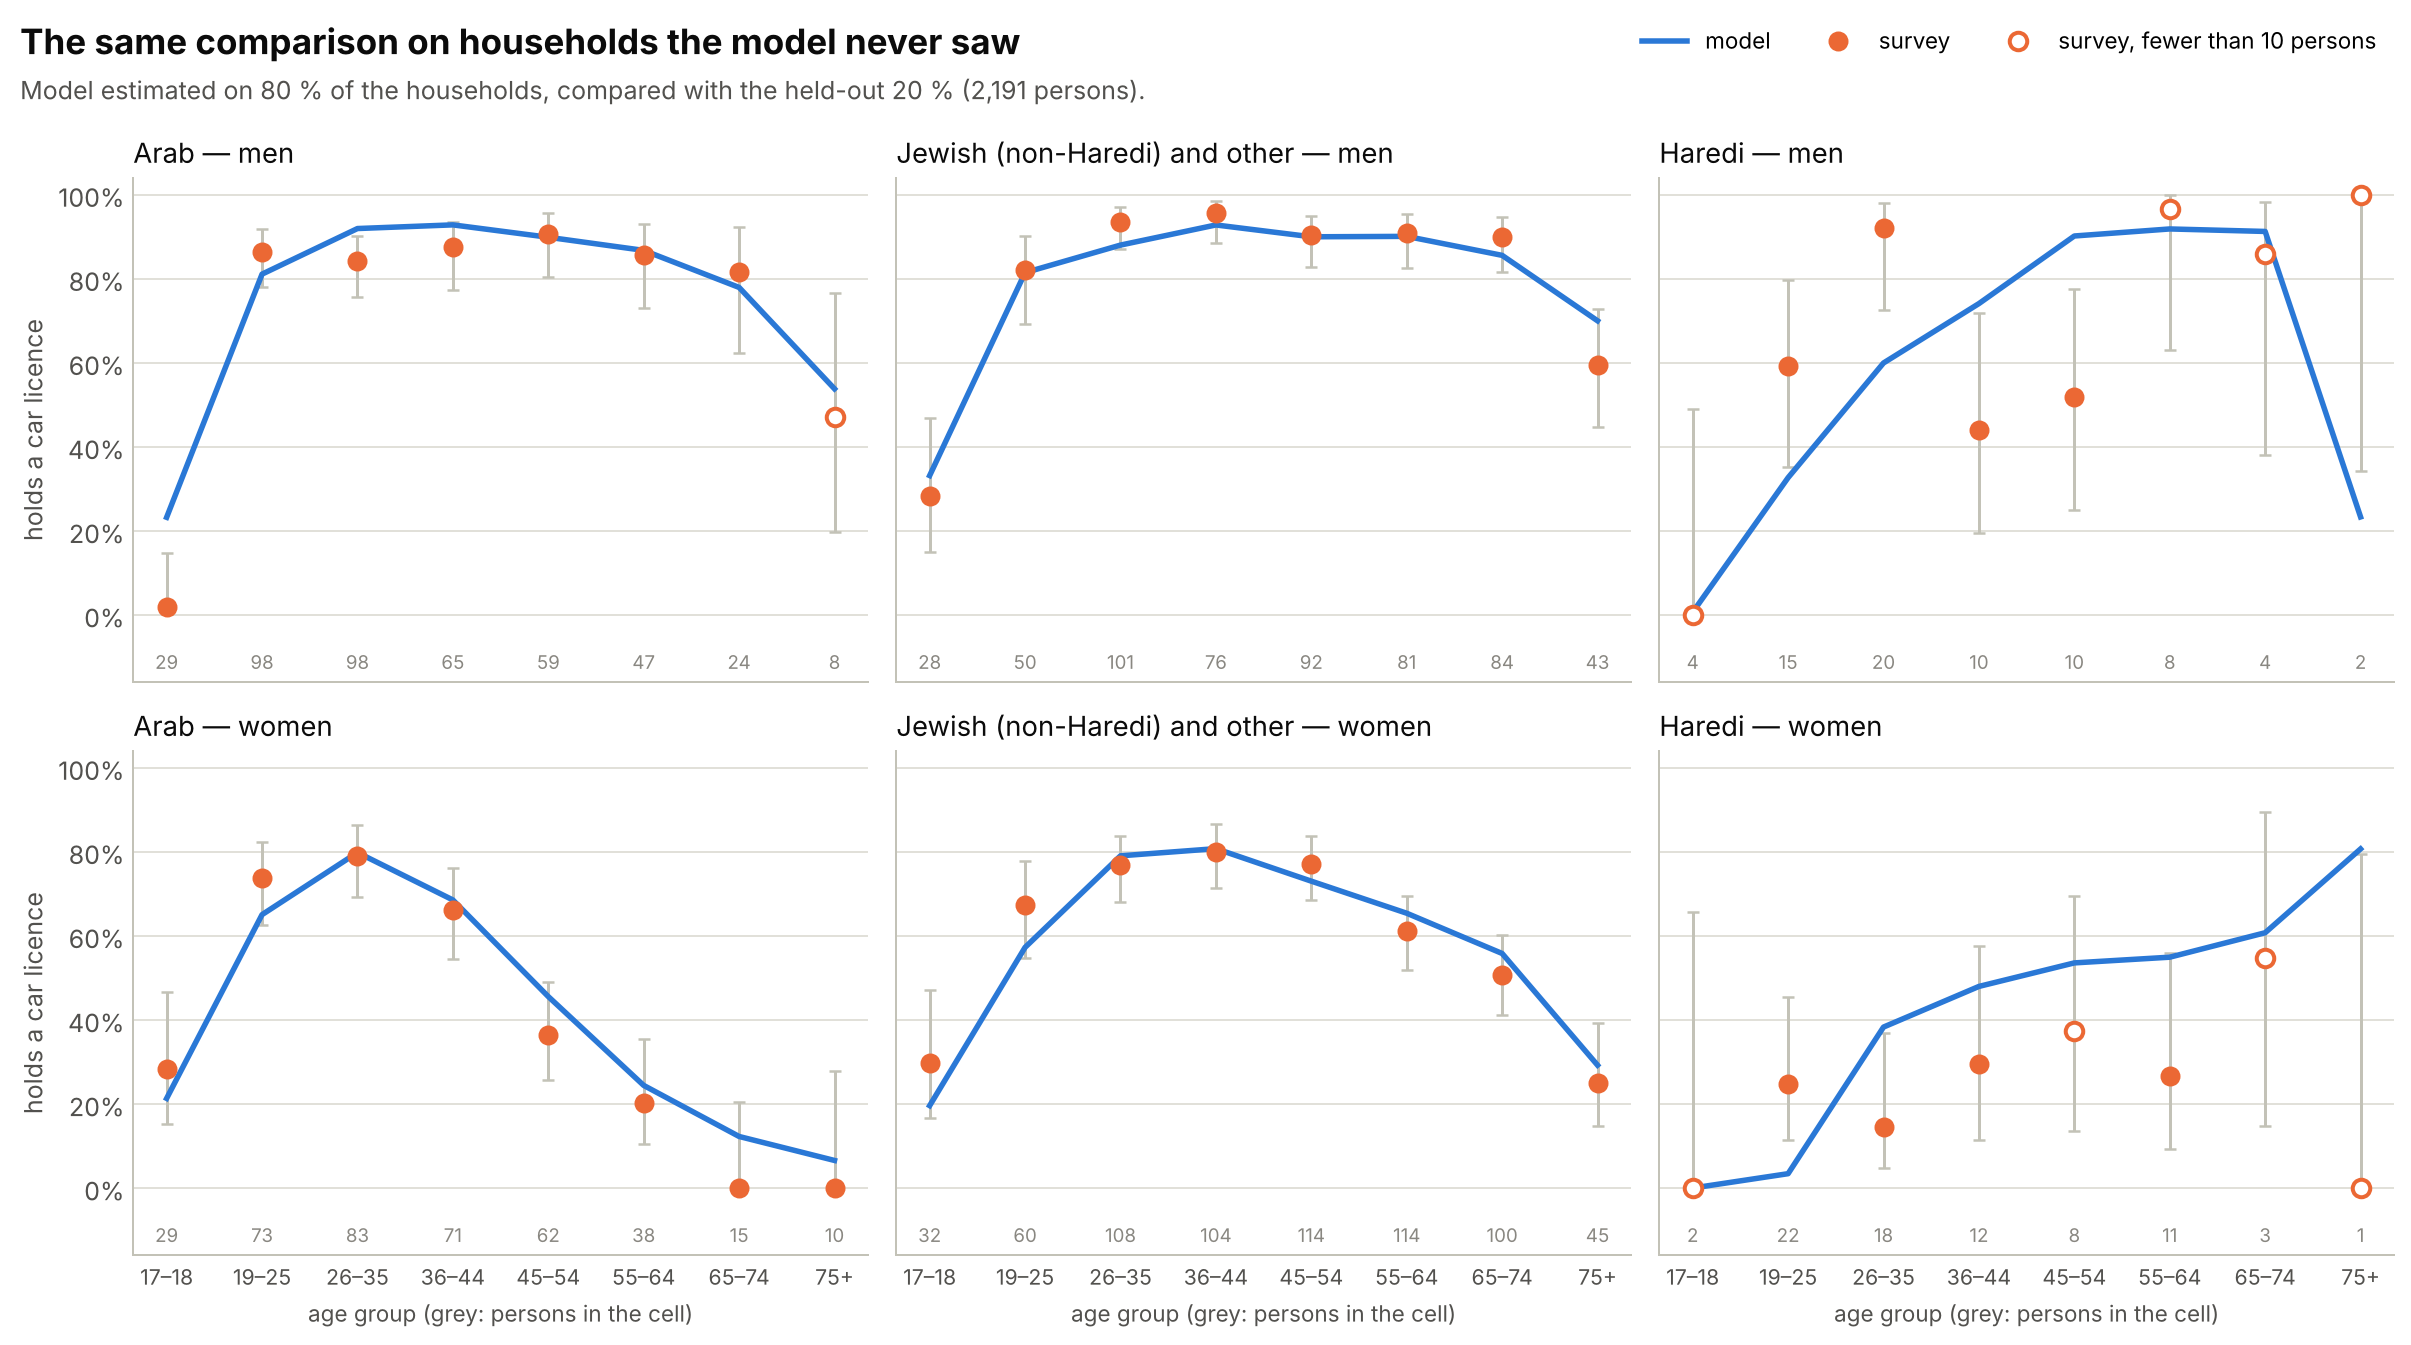 The same comparison on households the model never saw
Model estimated on 80 % of the households, compared with the held-out 20 % (2,191 persons).
model survey survey, fewer than 10 persons
Arab — men
Jewish (non-Haredi) and other — men
Haredi — men
holds a car licence
100%
80%
60%
40%
20%
0%
29 98 98 65 59 47 24 8
28 50 101 76 92 81 84 43
4 15 20 10 10 8 4 2
Arab — women
Jewish (non-Haredi) and other — women
Haredi — women
holds a car licence
100%
80%
60%
40%
20%
0%
29 73 83 71 62 38 15 10
32 60 108 104 114 114 100 45
2 22 18 12 8 11 3 1
17–18 19–25 26–35 36–44 45–54 55–64 65–74 75+
17–18 19–25 26–35 36–44 45–54 55–64 65–74 75+
17–18 19–25 26–35 36–44 45–54 55–64 65–74 75+
age group (grey: persons in the cell)
age group (grey: persons in the cell)
age group (grey: persons in the cell)